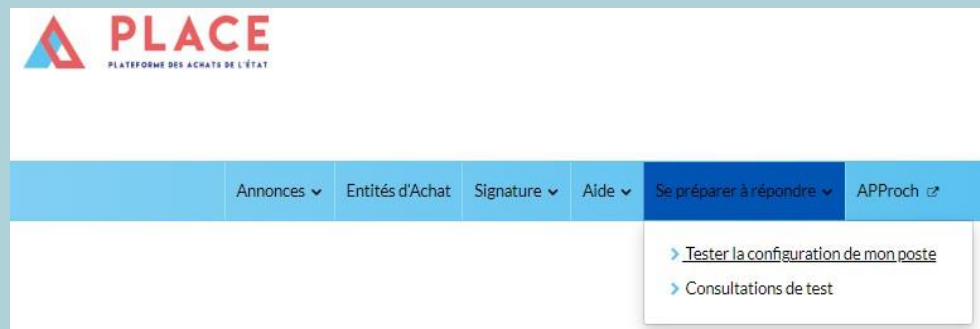 PLACE
PLATEFORME DES ACHATS DE L'ÉTAT
Annonces Entités d'Achat Signature Aide Se préparer à répondre APProch
Tester la configuration de mon poste
Consultations de test